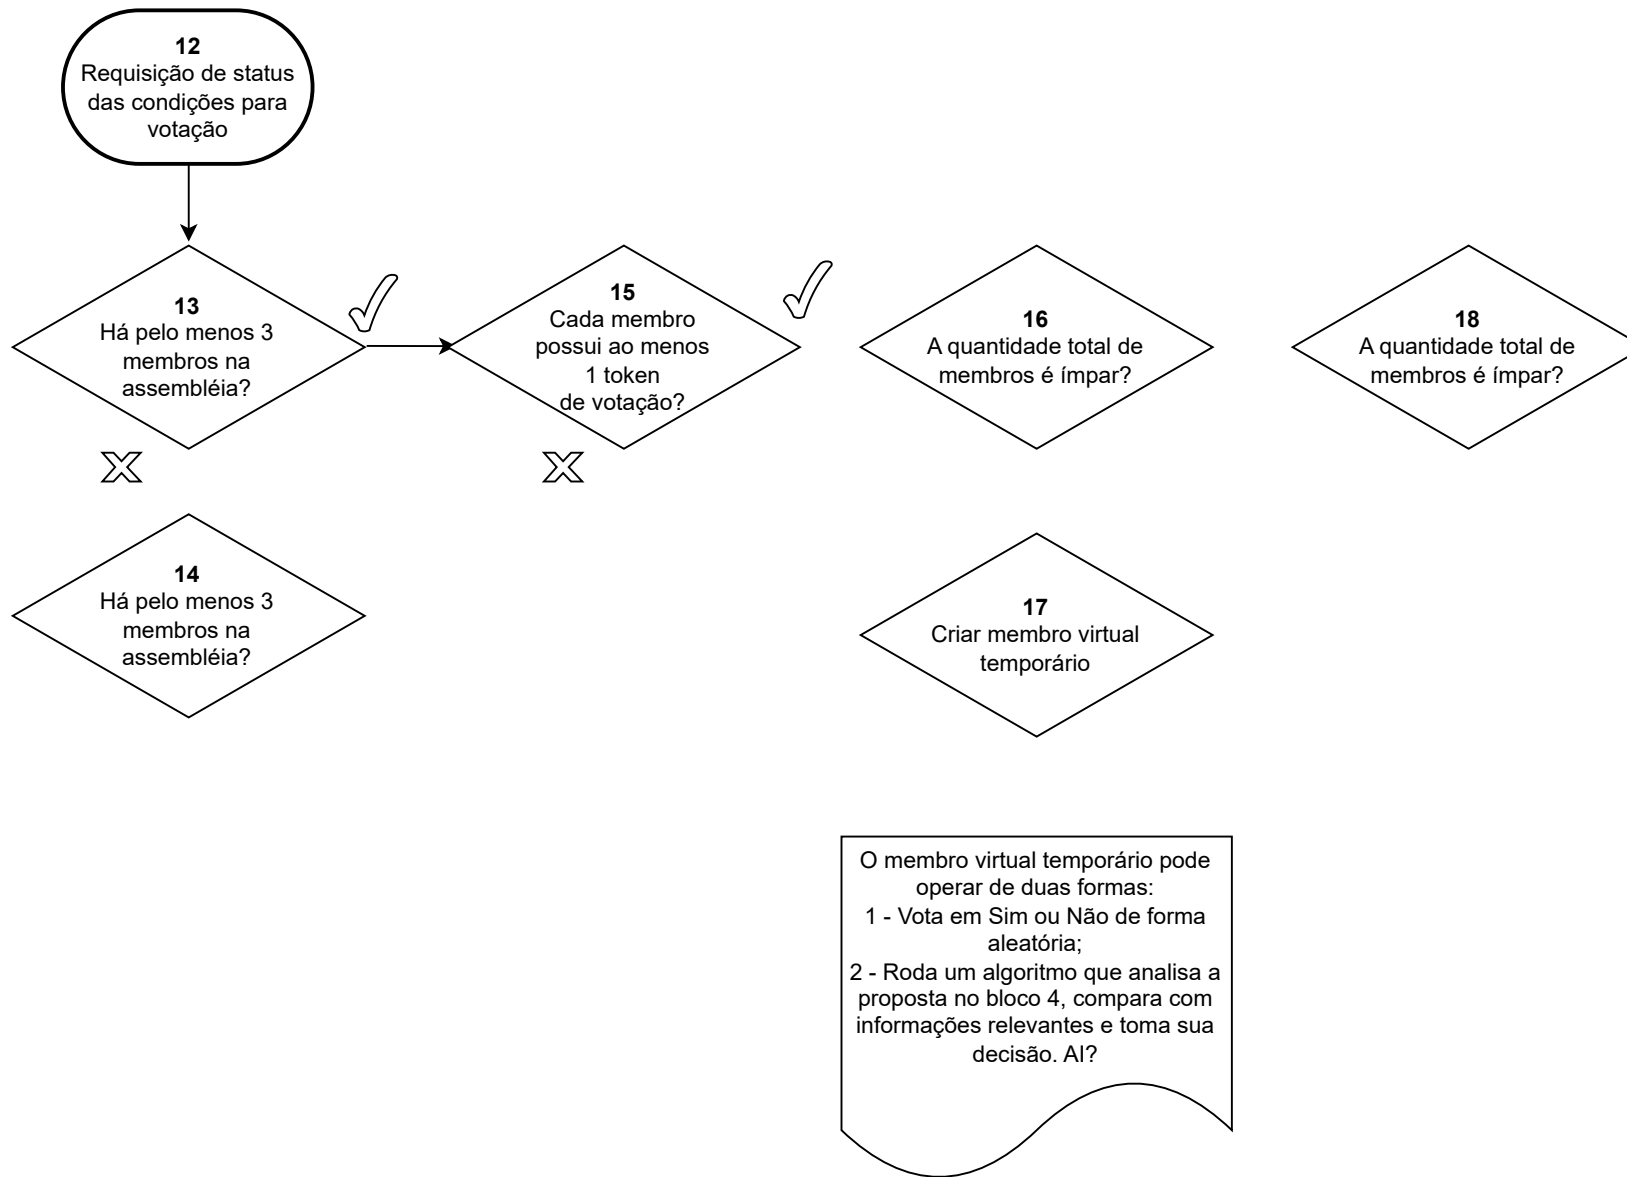 12
Requisição de status
das condições para
votação
13
Há pelo menos 3
membros na
assembléia?
15
Cada membro
possui ao menos
1 token
de votação?
16
A quantidade total de
membros é ímpar?
18
A quantidade total de
membros é ímpar?
14
Há pelo menos 3
membros na
assembléia?
17
Criar membro virtual
temporário
O membro virtual temporário pode
operar de duas formas:
1 - Vota em Sim ou Não de forma
aleatória;
2 - Roda um algoritmo que analisa a
proposta no bloco 4, compara com
informações relevantes e toma sua
decisão. AI?